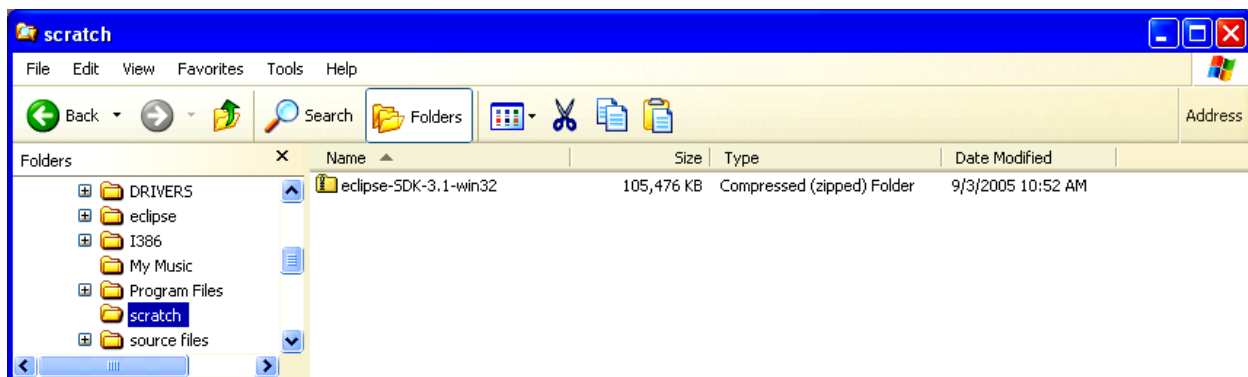 scratch
File Edit View Favorites Tools Help
Back Search Folders Address
Folders Name Size Type Date Modified
DRIVERS eclipse-SDK-3.1-win32 105,476 KB Compressed (zipped) Folder 9/3/2005 10:52 AM
eclipse
I386
My Music
Program Files
scratch
source files